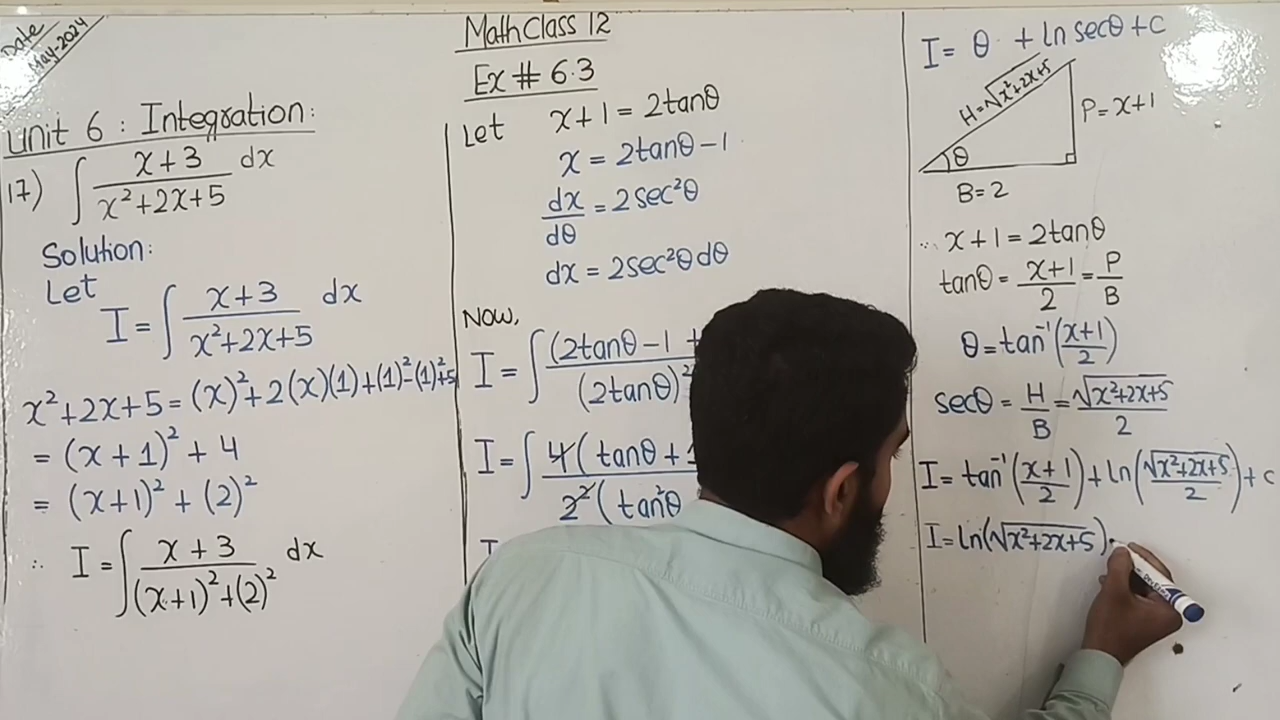 Date
May-2024
Unit 6 : Integration:
17) ∫ x+3 / x²+2x+5 dx
Solution:
Let
I = ∫ x+3 / x²+2x+5 dx
x²+2x+5 = (x)²+2(x)(1)+(1)²-(1)²+5
= (x+1)² + 4
= (x+1)² + (2)²
∴ I = ∫ x+3 / (x+1)²+(2)² dx
Math Class 12
Ex # 6.3
Let x+1 = 2tanθ
x = 2tanθ-1
dx/dθ = 2sec²θ
dx = 2sec²θ dθ
Now,
I = ∫ (2tanθ-1 + / (2tanθ)²
I = ∫ 4(tanθ+1 / 2²(tan²θ
I
I = θ + ln secθ + c
H=√x²+2x+5
P=x+1
θ
B=2
∵ x+1 = 2tanθ
tanθ = x+1/2 = P/B
θ = tan⁻¹(x+1/2)
secθ = H/B = √x²+2x+5/2
I = tan⁻¹(x+1/2) + ln(√x²+2x+5/2) + c
I = ln(√x²+2x+5)